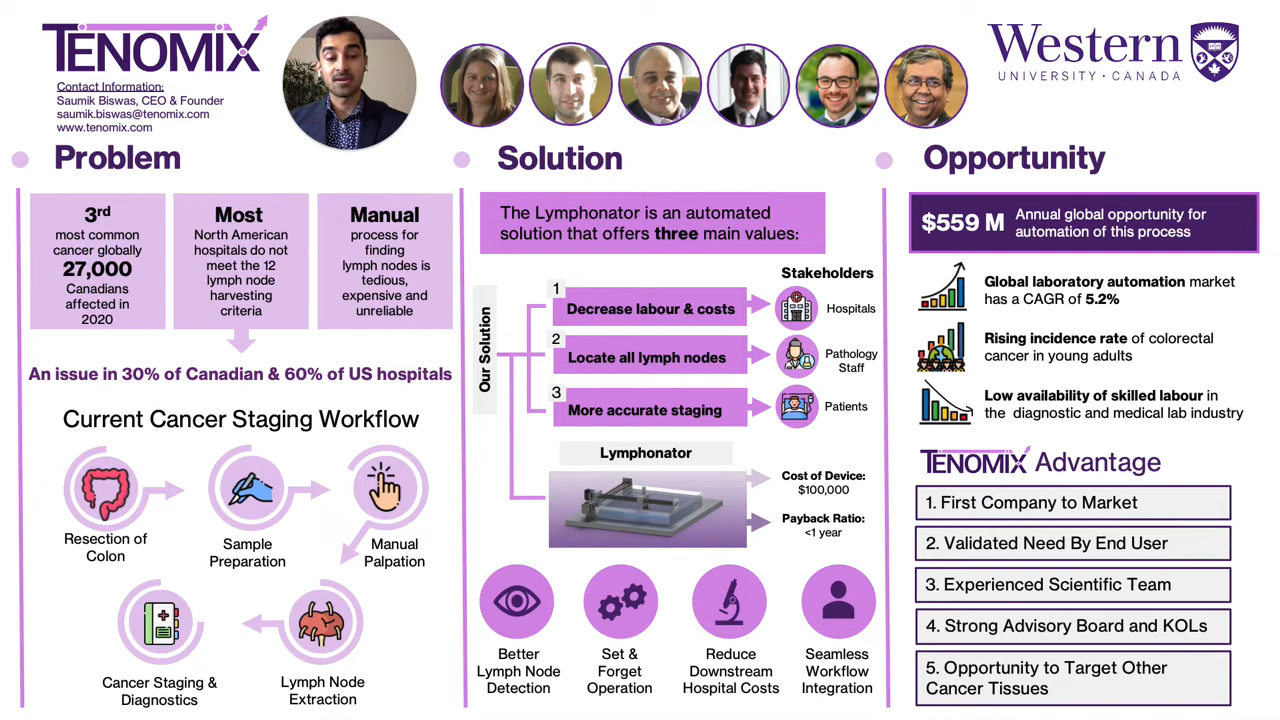 TENOMIX
Contact Information:
Saumik Biswas, CEO & Founder
saumik.biswas@tenomix.com
www.tenomix.com
Western
UNIVERSITY · CANADA
Problem
3rd
most common
cancer globally
27,000
Canadians
affected in
2020
Most
North American
hospitals do not
meet the 12
lymph node
harvesting
criteria
Manual
process for
finding
lymph nodes is
tedious,
expensive and
unreliable
An issue in 30% of Canadian & 60% of US hospitals
Current Cancer Staging Workflow
Resection of
Colon
Sample
Preparation
Manual
Palpation
Cancer Staging &
Diagnostics
Lymph Node
Extraction
Solution
The Lymphonator is an automated
solution that offers three main values:
Stakeholders
Our Solution
1
Decrease labour & costs
Hospitals
2
Locate all lymph nodes
Pathology
Staff
3
More accurate staging
Patients
Lymphonator
Cost of Device:
$100,000
Payback Ratio:
<1 year
Better
Lymph Node
Detection
Set &
Forget
Operation
Reduce
Downstream
Hospital Costs
Seamless
Workflow
Integration
Opportunity
$559 M
Annual global opportunity for
automation of this process
Global laboratory automation market
has a CAGR of 5.2%
Rising incidence rate of colorectal
cancer in young adults
Low availability of skilled labour in
the diagnostic and medical lab industry
TENOMIX Advantage
1. First Company to Market
2. Validated Need By End User
3. Experienced Scientific Team
4. Strong Advisory Board and KOLs
5. Opportunity to Target Other
Cancer Tissues